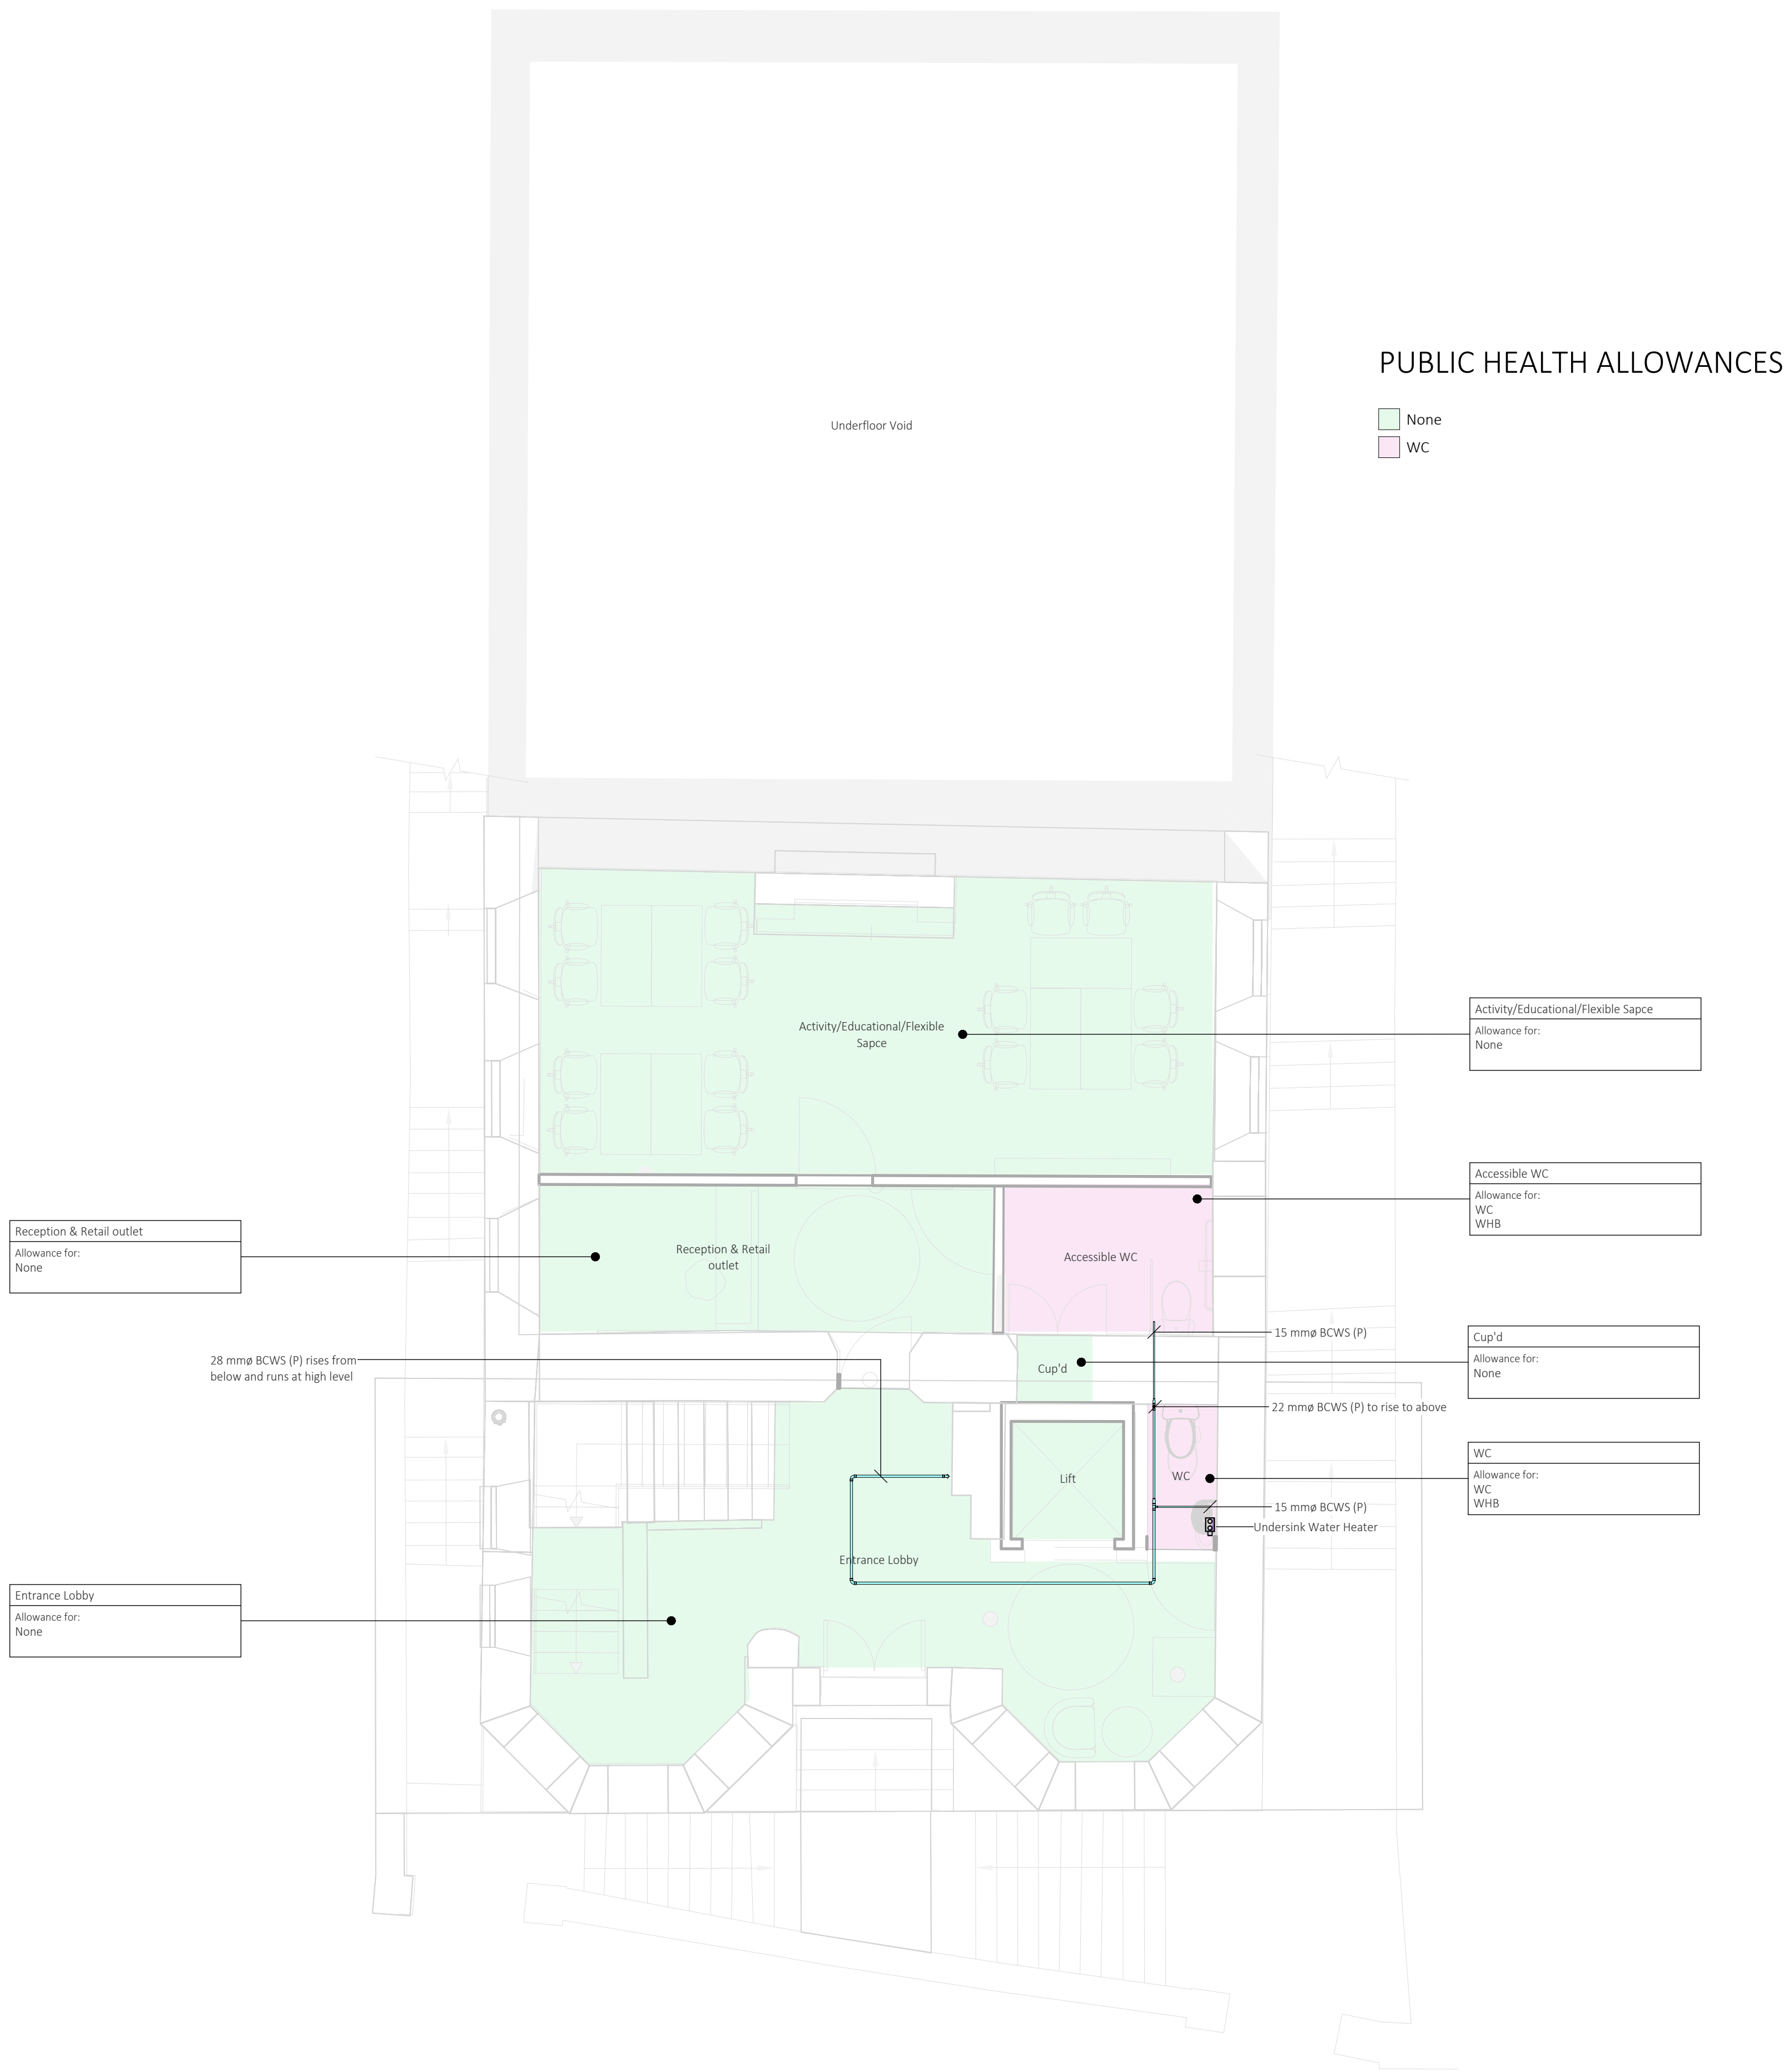 Underfloor Void
PUBLIC HEALTH ALLOWANCES
None
WC
Activity/Educational/Flexible
Sapce
Activity/Educational/Flexible Sapce
Allowance for:
None
Accessible WC
Allowance for:
WC
WHB
Reception & Retail outlet
Allowance for:
None
Reception & Retail
outlet
Accessible WC
15 mmø BCWS (P)
Cup'd
Allowance for:
None
28 mmø BCWS (P) rises from
below and runs at high level
Cup'd
22 mmø BCWS (P) to rise to above
WC
Allowance for:
WC
WHB
Lift
WC
15 mmø BCWS (P)
Undersink Water Heater
Entrance Lobby
Entrance Lobby
Allowance for:
None